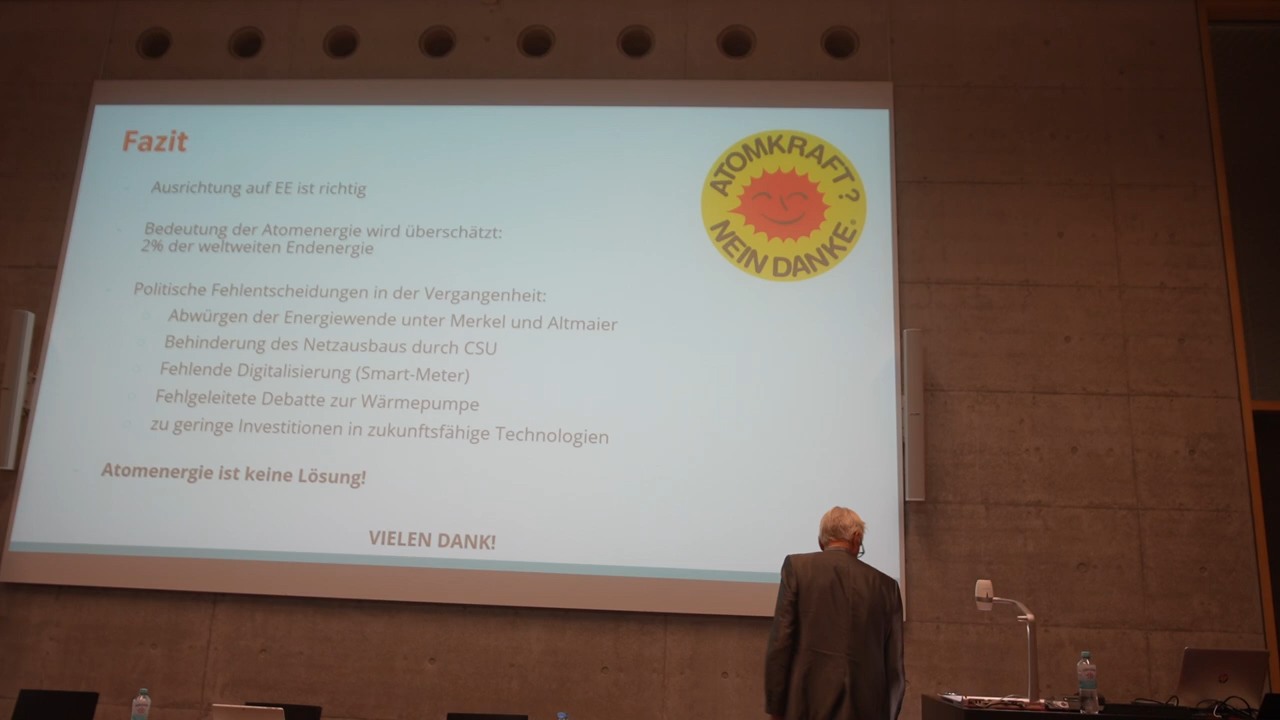 Fazit
Ausrichtung auf EE ist richtig
Bedeutung der Atomenergie wird überschätzt:
2% der weltweiten Endenergie
Politische Fehlentscheidungen in der Vergangenheit:
Abwürgen der Energiewende unter Merkel und Altmaier
Behinderung des Netzausbaus durch CSU
Fehlende Digitalisierung (Smart-Meter)
Fehlgeleitete Debatte zur Wärmepumpe
zu geringe Investitionen in zukunftsfähige Technologien
Atomenergie ist keine Lösung!
VIELEN DANK!
ATOMKRAFT?
NEIN DANKE.